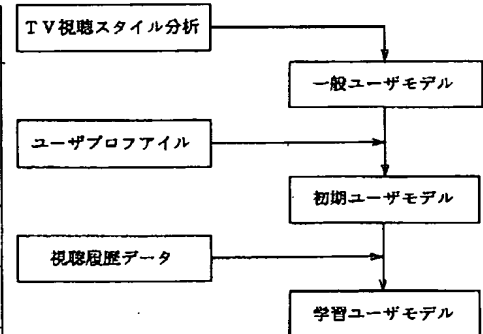 TV視聴スタイル分析
一般ユーザモデル
ユーザプロファイル
初期ユーザモデル
視聴履歴データ
学習ユーザモデル